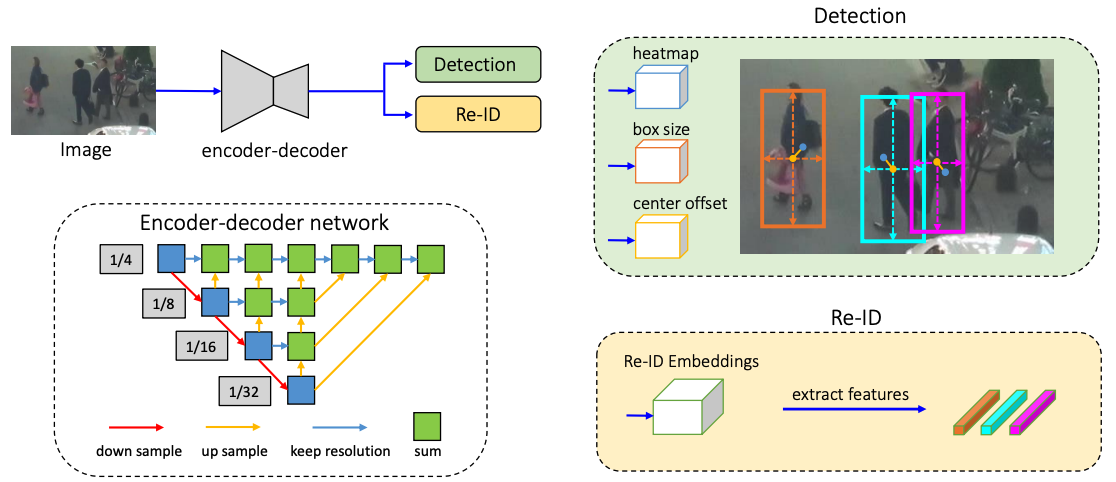 Image
encoder-decoder
Detection
Re-ID
Encoder-decoder network
1/4
1/8
1/16
1/32
down sample
up sample
keep resolution
sum
Detection
heatmap
box size
center offset
Re-ID
Re-ID Embeddings
extract features